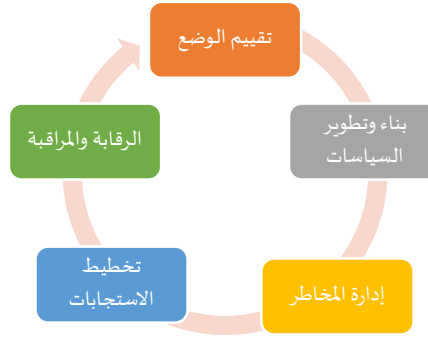 تقييم الوضع
بناء وتطوير
السياسات
إدارة المخاطر
تخطيط
الاستجابات
الرقابة والمراقبة